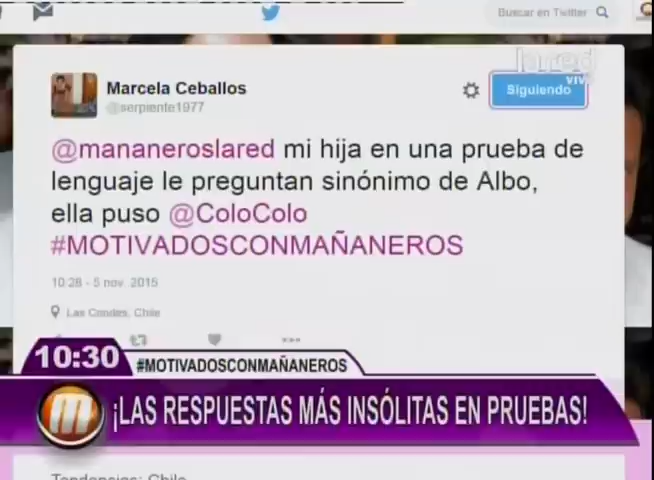 Buscar en Twitter
lared
VIVO
Siguiendo
Marcela Ceballos
@serpiente1977
@mananeroslared mi hija en una prueba de
lenguaje le preguntan sinónimo de Albo,
ella puso @ColoColo
#MOTIVADOSCONMAÑANEROS
10:28 - 5 nov. 2015
Las Condes, Chile
10:30
#MOTIVADOSCONMAÑANEROS
m
¡LAS RESPUESTAS MÁS INSÓLITAS EN PRUEBAS!
Tendencias: Chile